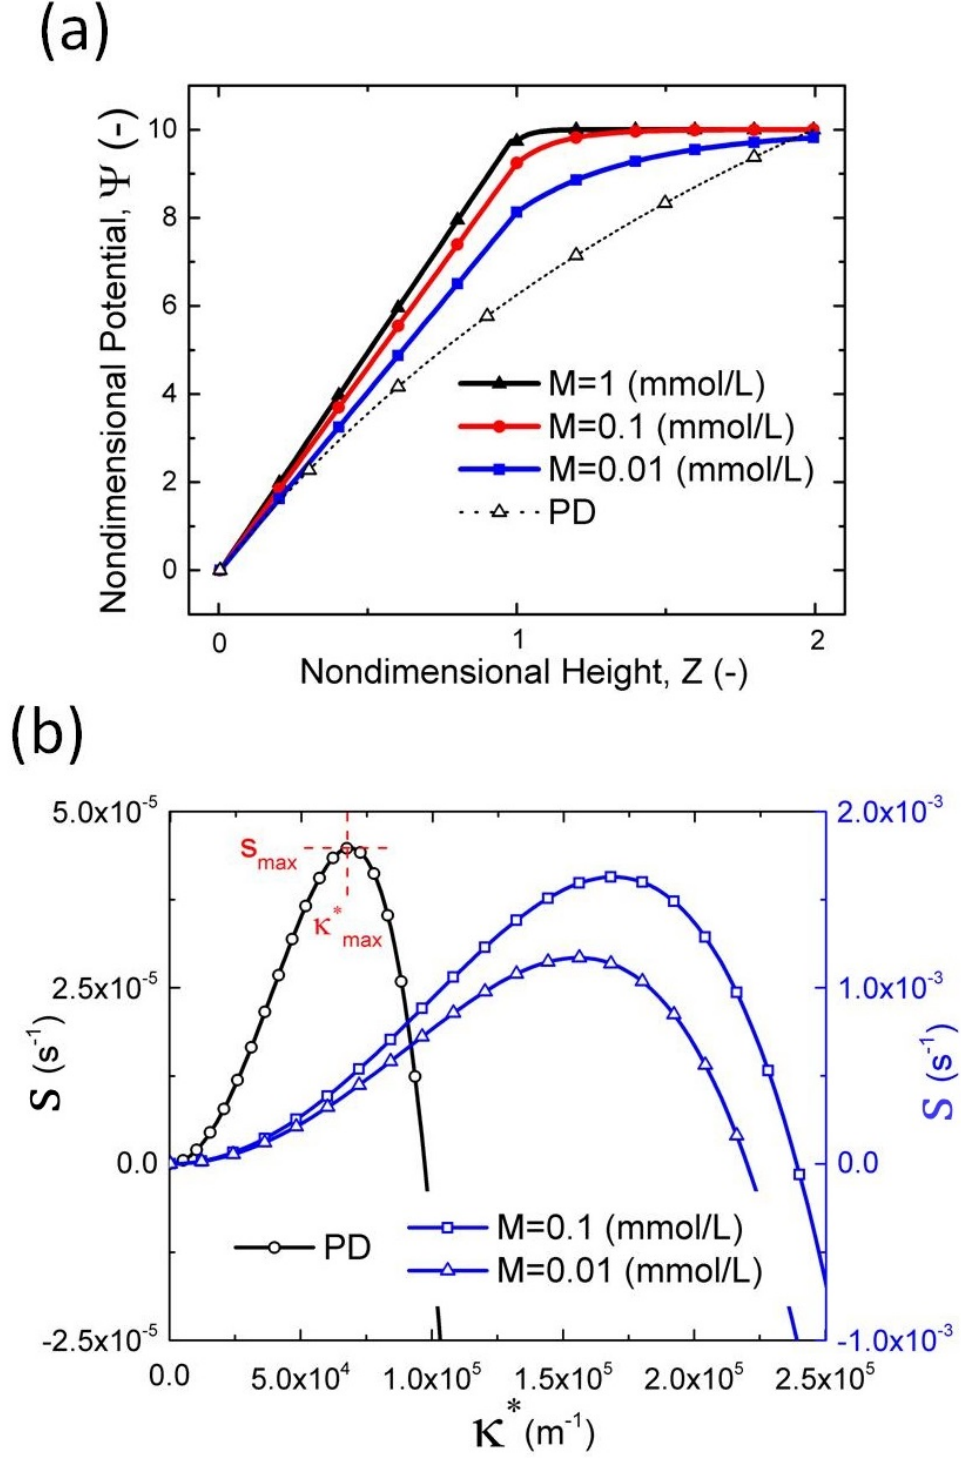 (a)
Nondimensional Potential, Ψ (-)
10
8
6
4
2
0
M=1 (mmol/L)
M=0.1 (mmol/L)
M=0.01 (mmol/L)
PD
0 1 2
Nondimensional Height, Z (-)
(b)
5.0x10⁻⁵
2.5x10⁻⁵
0.0
-2.5x10⁻⁵
S (s⁻¹)
s_max
κ*_max
2.0x10⁻³
1.0x10⁻³
0.0
-1.0x10⁻³
S (s⁻¹)
PD
M=0.1 (mmol/L)
M=0.01 (mmol/L)
0.0 5.0x10⁴ 1.0x10⁵ 1.5x10⁵ 2.0x10⁵ 2.5x10⁵
κ* (m⁻¹)